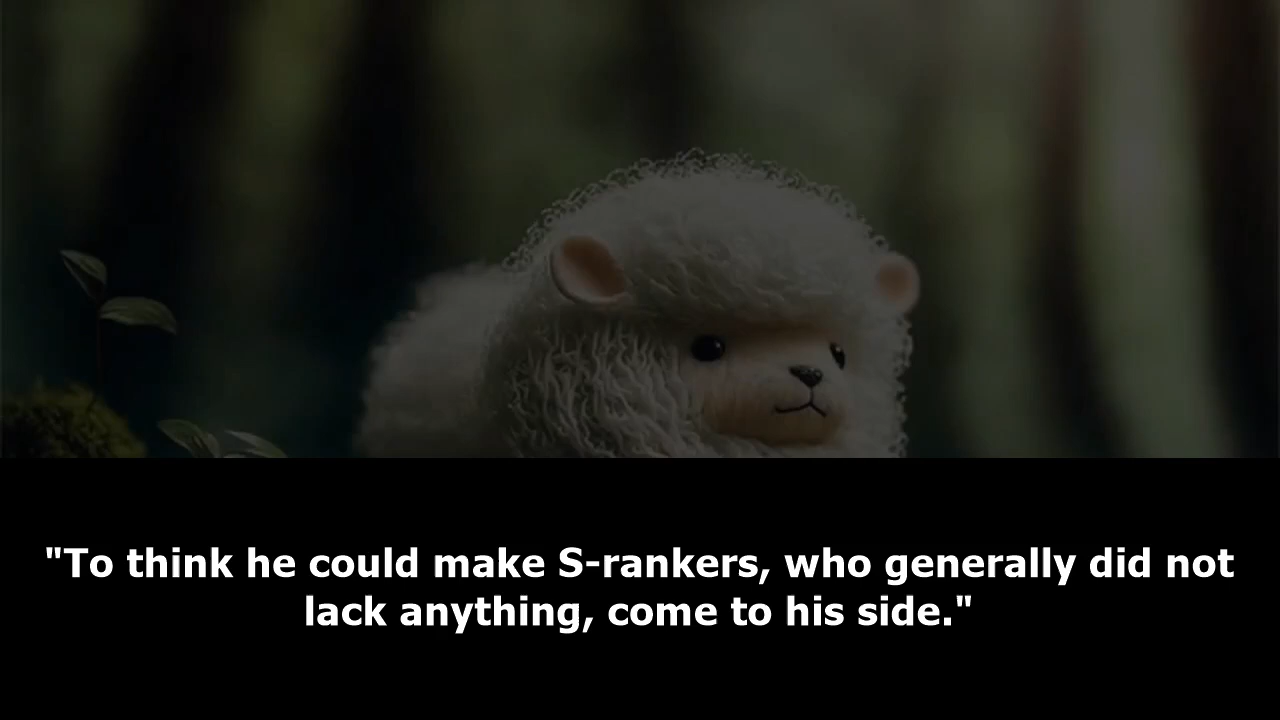 "To think he could make S-rankers, who generally did not
lack anything, come to his side."